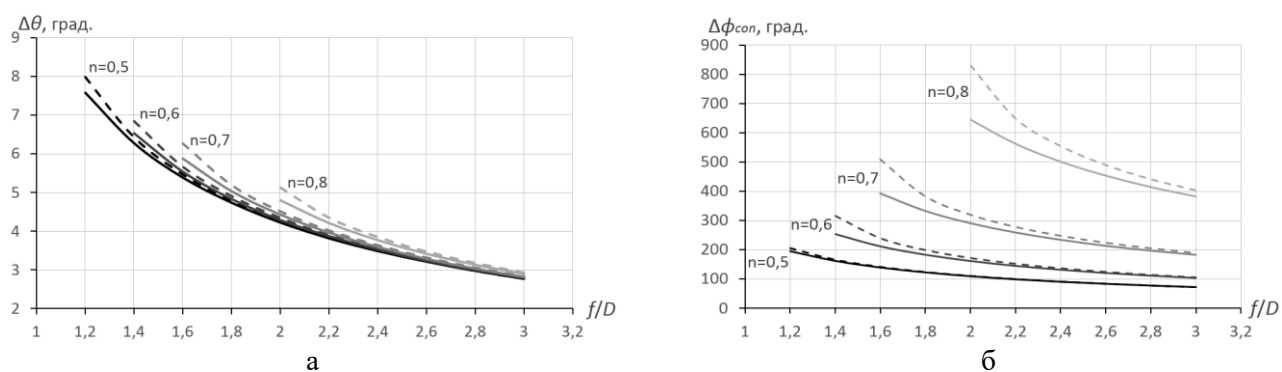 Δθ, град.
9
8
7
6
5
4
3
2
n=0,5
n=0,6
n=0,7
n=0,8
1 1,2 1,4 1,6 1,8 2 2,2 2,4 2,6 2,8 3 3,2
f/D
а
Δϕcon, град.
900
800
700
600
500
400
300
200
100
0
n=0,8
n=0,7
n=0,6
n=0,5
1 1,2 1,4 1,6 1,8 2 2,2 2,4 2,6 2,8 3 3,2
f/D
б